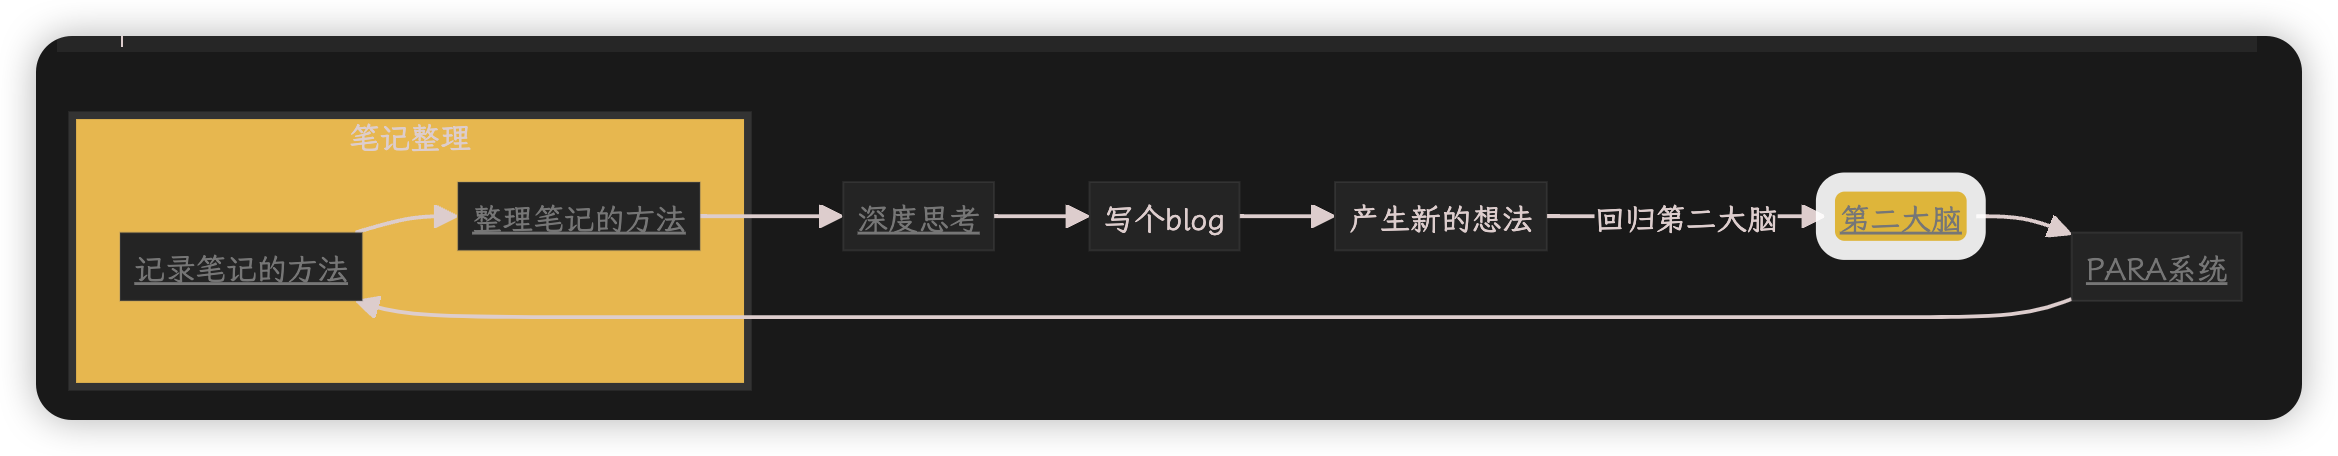 笔记整理
记录笔记的方法
整理笔记的方法
深度思考
写个blog
产生新的想法
回归第二大脑
第二大脑
PARA系统